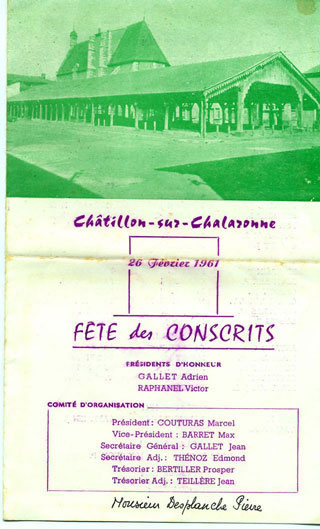 Châtillon-sur-Chalaronne
26 Février 1961
FÊTE des CONSCRITS
PRÉSIDENTS D'HONNEUR
GALLET Adrien
RAPHANEL Victor
COMITÉ D'ORGANISATION
Président : COUTURAS Marcel
Vice-Président : BARRET Max
Secrétaire Général : GALLET Jean
Secrétaire Adj. : THÉNOZ Edmond
Trésorier : BERTILLER Prosper
Trésorier Adj. : TEILLÈRE Jean
Monsieur Desplanche Pierre